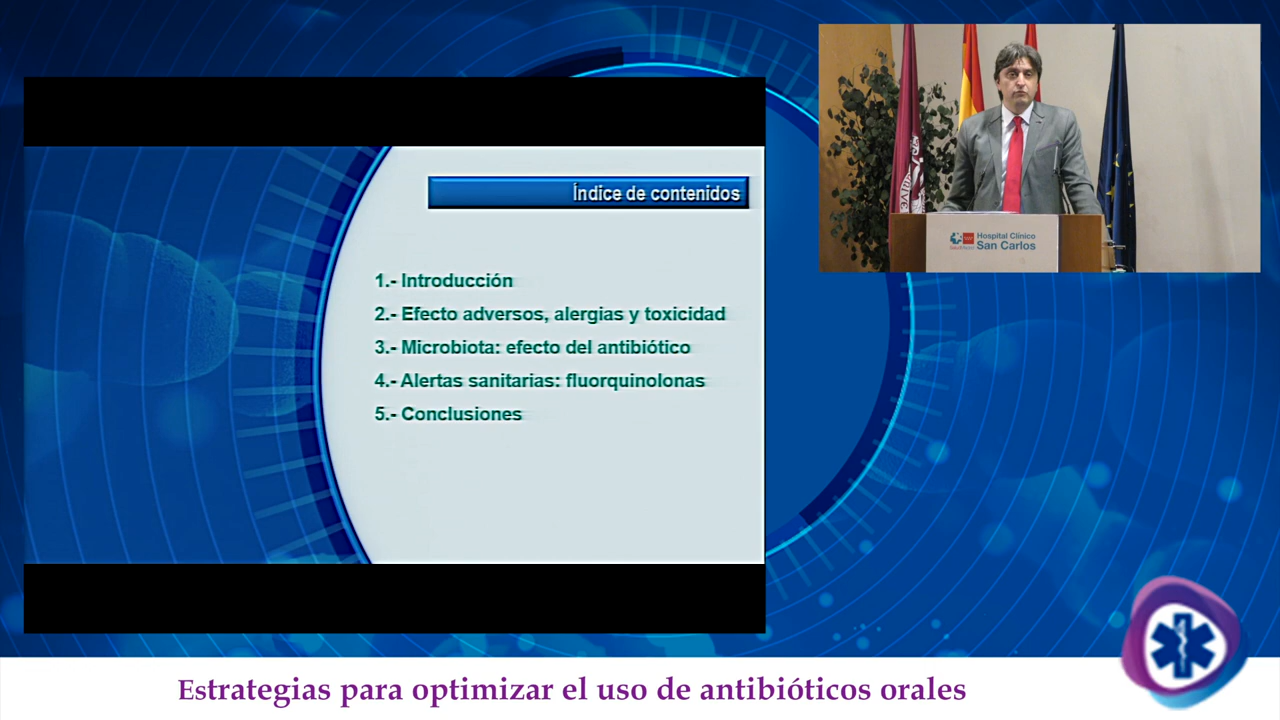 Índice de contenidos
1.- Introducción
2.- Efecto adversos, alergias y toxicidad
3.- Microbiota: efecto del antibiótico
4.- Alertas sanitarias: fluorquinolonas
5.- Conclusiones
Hospital Clínico
San Carlos
Estrategias para optimizar el uso de antibióticos orales